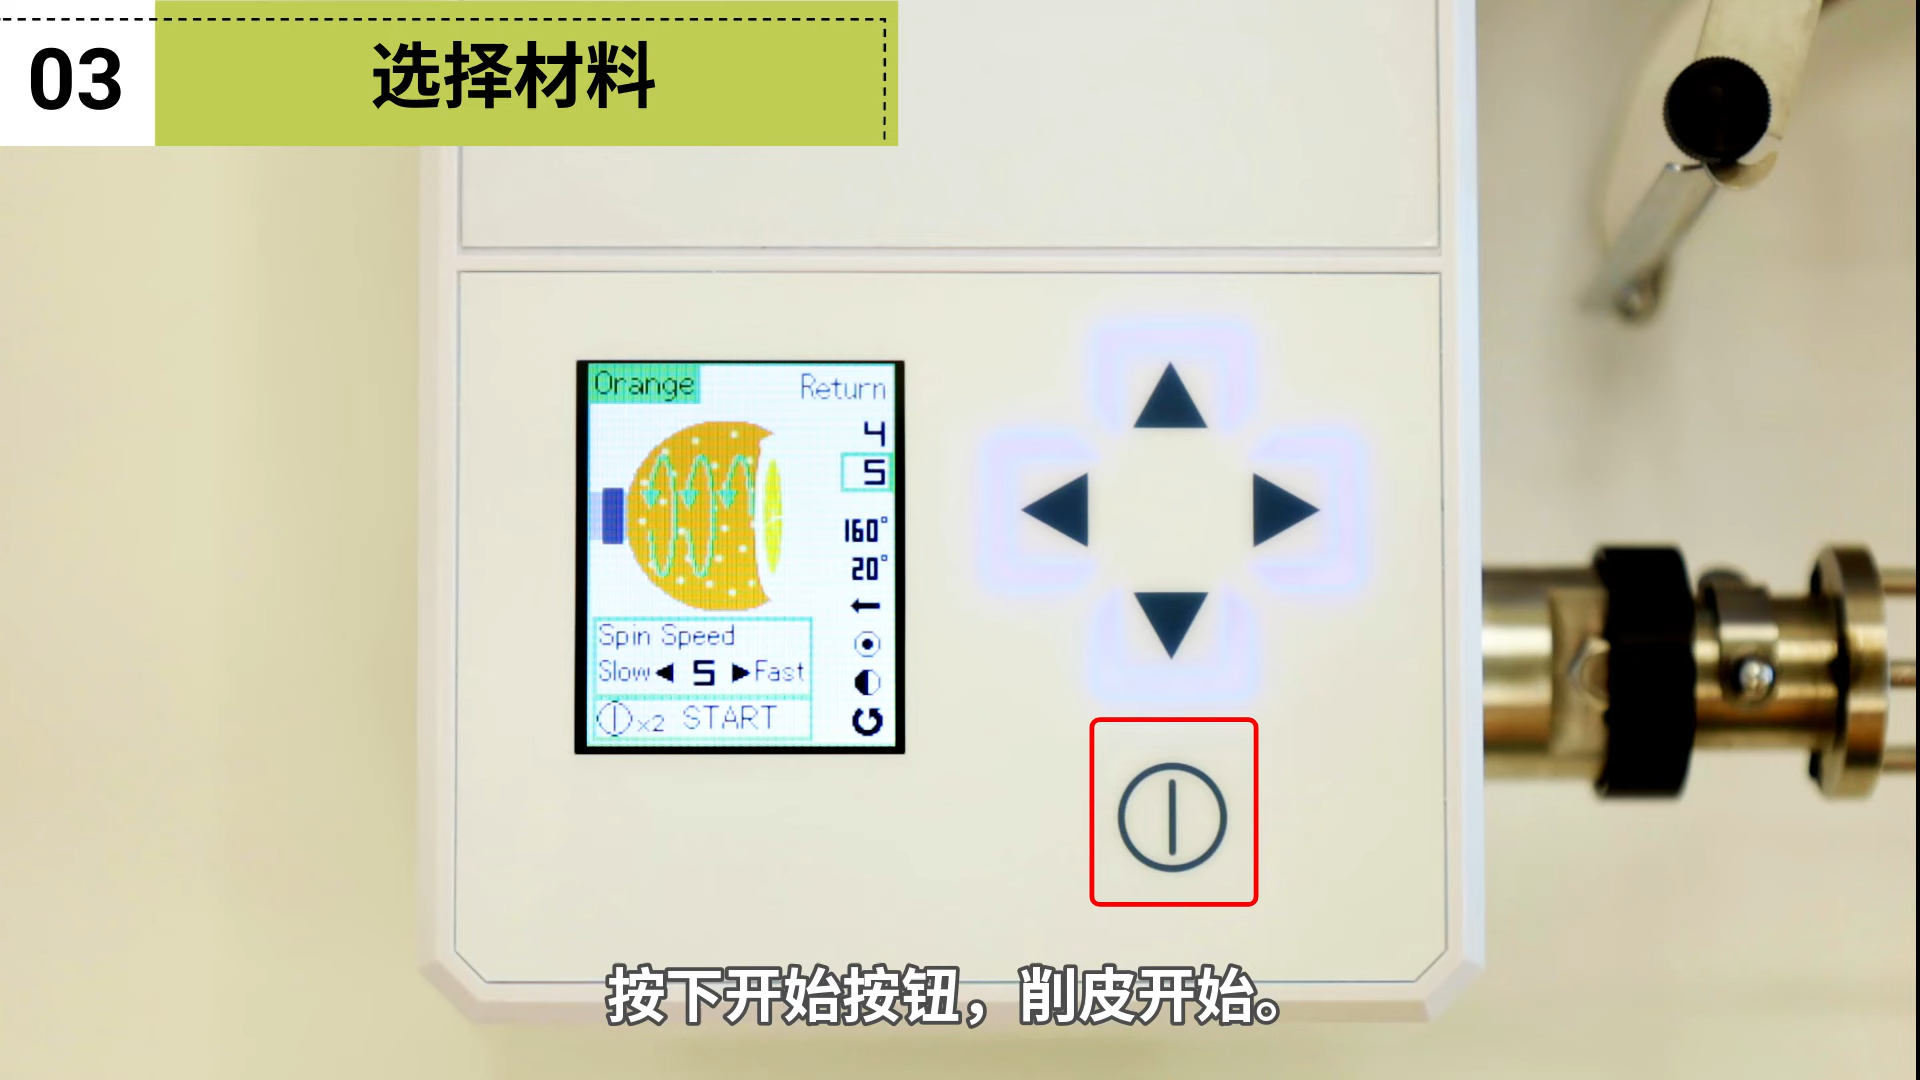 03
选择材料
Orange
Return
4
5
160°
20°
Spin Speed
Slow ◀ 5 ▶ Fast
x2 START
按下开始按钮，削皮开始。